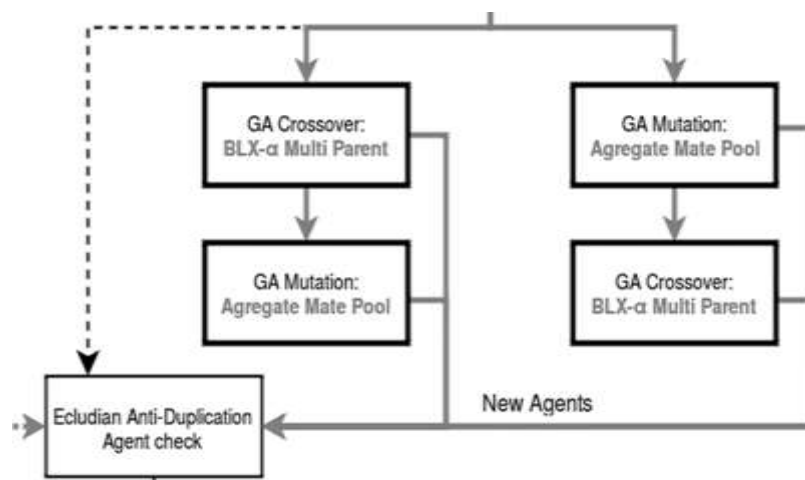 GA Crossover:
BLX-α Multi Parent
GA Mutation:
Agregate Mate Pool
GA Mutation:
Agregate Mate Pool
GA Crossover:
BLX-α Multi Parent
New Agents
Ecludian Anti-Duplication
Agent check